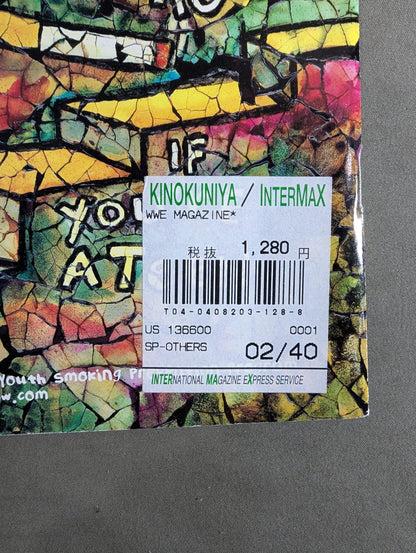 IF
YOU
AT
KINOKUNIYA / INTERMAX
WWE MAGAZINE*
税抜 1,280 円
T04-0408203-128-8
US 136600 0001
SP-OTHERS 02/40
INTERNATIONAL MAGAZINE EXPRESS SERVICE
Youth Smoking
w.com